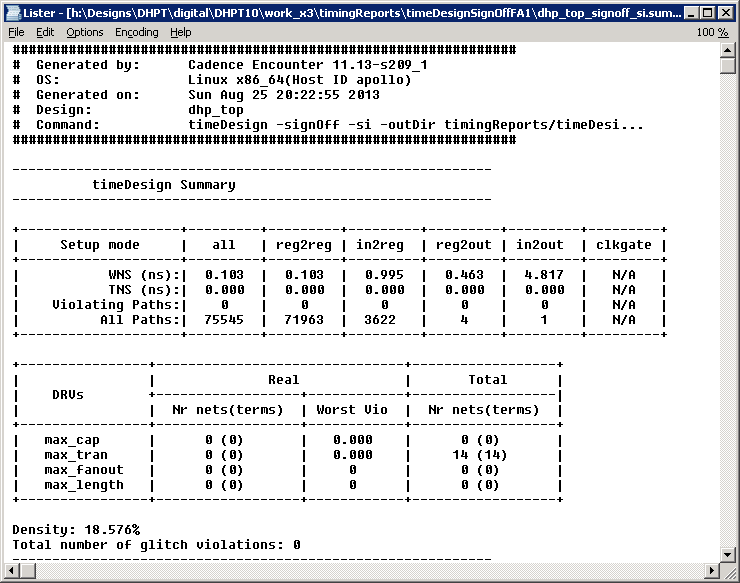 Lister - [h:\Designs\DHPT\digital\DHPT10\work_x3\timingReports\timeDesignSignOffFA1\dhp_top_signoff_si.sum...
File Edit Options Encoding Help 100 %
################################################################
# Generated by: Cadence Encounter 11.13-s209_1
# OS: Linux x86_64(Host ID apollo)
# Generated on: Sun Aug 25 20:22:55 2013
# Design: dhp_top
# Command: timeDesign -signOff -si -outDir timingReports/timeDesi...
################################################################
------------------------------------------------------------
timeDesign Summary
------------------------------------------------------------
+--------------------+---------+---------+---------+---------+---------+---------+
| Setup mode | all | reg2reg | in2reg | reg2out | in2out | clkgate |
+--------------------+---------+---------+---------+---------+---------+---------+
| WNS (ns):| 0.103 | 0.103 | 0.995 | 0.463 | 4.817 | N/A |
| TNS (ns):| 0.000 | 0.000 | 0.000 | 0.000 | 0.000 | N/A |
| Violating Paths:| 0 | 0 | 0 | 0 | 0 | N/A |
| All Paths:| 75545 | 71963 | 3622 | 4 | 1 | N/A |
+--------------------+---------+---------+---------+---------+---------+---------+
+----------------+-------------------------------+------------------+
| | Real | Total |
| DRVs +------------------+------------+------------------|
| | Nr nets(terms) | Worst Vio | Nr nets(terms) |
+----------------+------------------+------------+------------------+
| max_cap | 0 (0) | 0.000 | 0 (0) |
| max_tran | 0 (0) | 0.000 | 14 (14) |
| max_fanout | 0 (0) | 0 | 0 (0) |
| max_length | 0 (0) | 0 | 0 (0) |
+----------------+------------------+------------+------------------+
Density: 18.576%
Total number of glitch violations: 0
------------------------------------------------------------